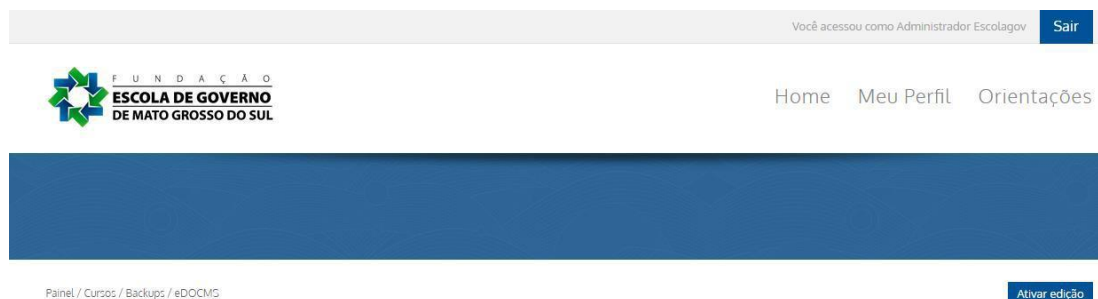 Você acessou como Administrador Escolagov Sair
FUNDAÇÃO
ESCOLA DE GOVERNO
DE MATO GROSSO DO SUL
Home Meu Perfil Orientações
Painel / Cursos / Backups / eDOCMS Ativar edição